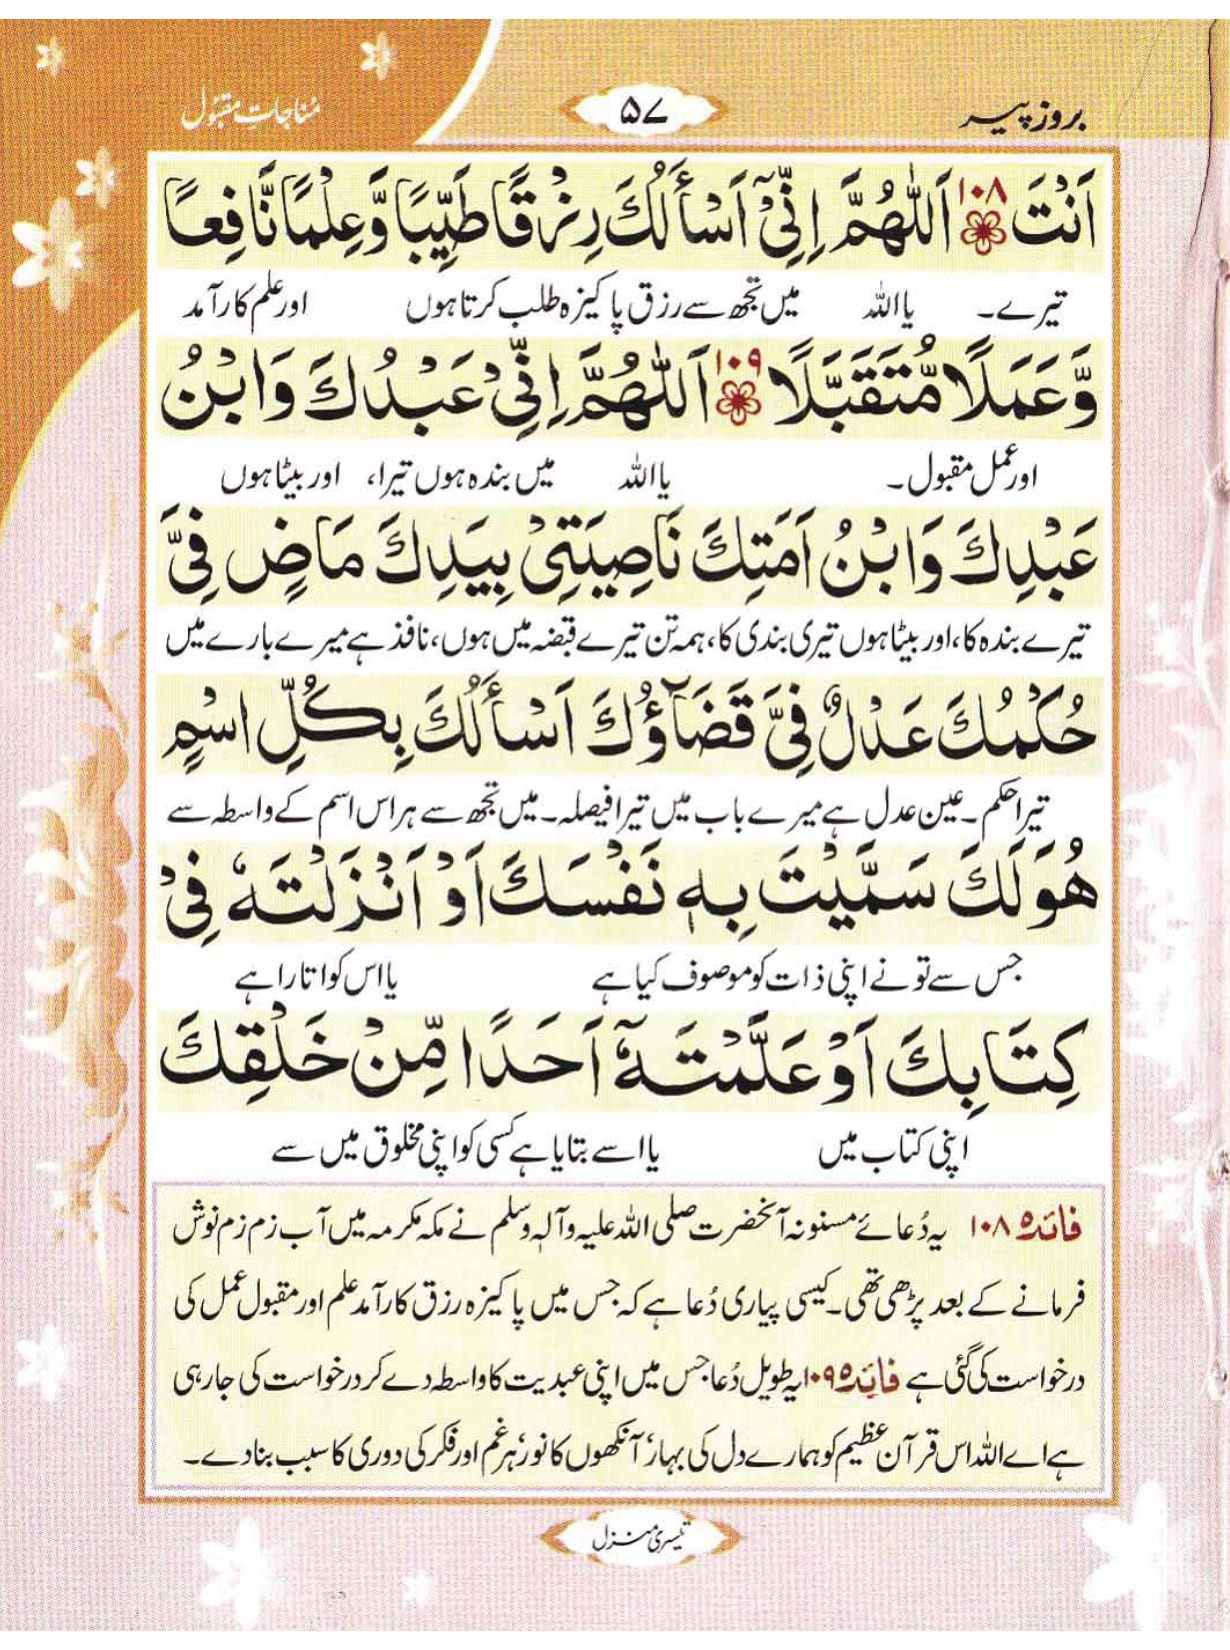 بروز پیر
۵۷
مُناجاتِ مقبُول
اَنْتَ ۱۰۸ اَللّٰهُمَّ اِنِّیْٓ اَسْأَلُكَ رِزْقًا طَیِّبًا وَّعِلْمًا نَّافِعًا
تیرے۔ یا اللہ میں تجھ سے رزق پاکیزہ طلب کرتا ہوں اور علم کارآمد
وَّعَمَلًا مُّتَقَبَّلًا ۱۰۹ اَللّٰهُمَّ اِنِّیْ عَبْدُكَ وَابْنُ
اور عمل مقبول۔ یا اللہ میں بندہ ہوں تیرا، اور بیٹا ہوں
عَبْدِكَ وَابْنُ اَمَتِكَ نَاصِیَتِیْ بِیَدِكَ مَاضٍ فِیَّ
تیرے بندہ کا، اور بیٹا ہوں تیری بندی کا، ہمہ تن تیرے قبضہ میں ہوں، نافذ ہے میرے بارے میں
حُكْمُكَ عَدْلٌ فِیَّ قَضَآؤُكَ اَسْأَلُكَ بِكُلِّ اسْمٍ
تیرا حکم۔ عین عدل ہے میرے باب میں تیرا فیصلہ۔ میں تجھ سے ہر اس اسم کے واسطہ سے
هُوَ لَكَ سَمَّیْتَ بِهٖ نَفْسَكَ اَوْ اَنْزَلْتَهٗ فِیْ
جس سے تو نے اپنی ذات کو موصوف کیا ہے یا اس کو اتارا ہے
كِتَابِكَ اَوْ عَلَّمْتَهٗٓ اَحَدًا مِّنْ خَلْقِكَ
اپنی کتاب میں یا اسے بتایا ہے کسی کو اپنی مخلوق میں سے
فائدہ ۱۰۸ یہ دُعائے مسنونہ آنحضرت صلی اللہ علیہ وآلہٖ وسلم نے مکہ مکرمہ میں آب زم زم نوش
فرمانے کے بعد پڑھی تھی۔ کیسی پیاری دُعا ہے کہ جس میں پاکیزہ رزق کارآمد علم اور مقبول عمل کی
درخواست کی گئی ہے فائدہ ۱۰۹ یہ طویل دُعا جس میں اپنی عبدیت کا واسطہ دے کر درخواست کی جارہی
ہے اے اللہ اس قرآن عظیم کو ہمارے دل کی بہار' آنکھوں کا نور' ہر غم اور فکر کی دوری کا سبب بنا دے۔
تیسری منزل